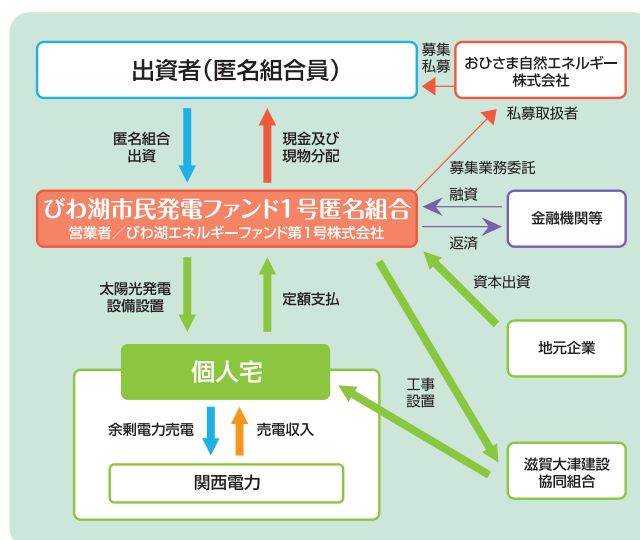 出資者(匿名組合員)
募集
私募
おひさま自然エネルギー
株式会社
私募取扱者
匿名組合
出資
現金及び
現物分配
募集業務委託
びわ湖市民発電ファンド1号匿名組合
営業者／びわ湖エネルギーファンド第1号株式会社
融資
金融機関等
返済
太陽光発電
設備設置
定額支払
資本出資
個人宅
地元企業
工事
設置
余剰電力売電
売電収入
関西電力
滋賀大津建設
協同組合